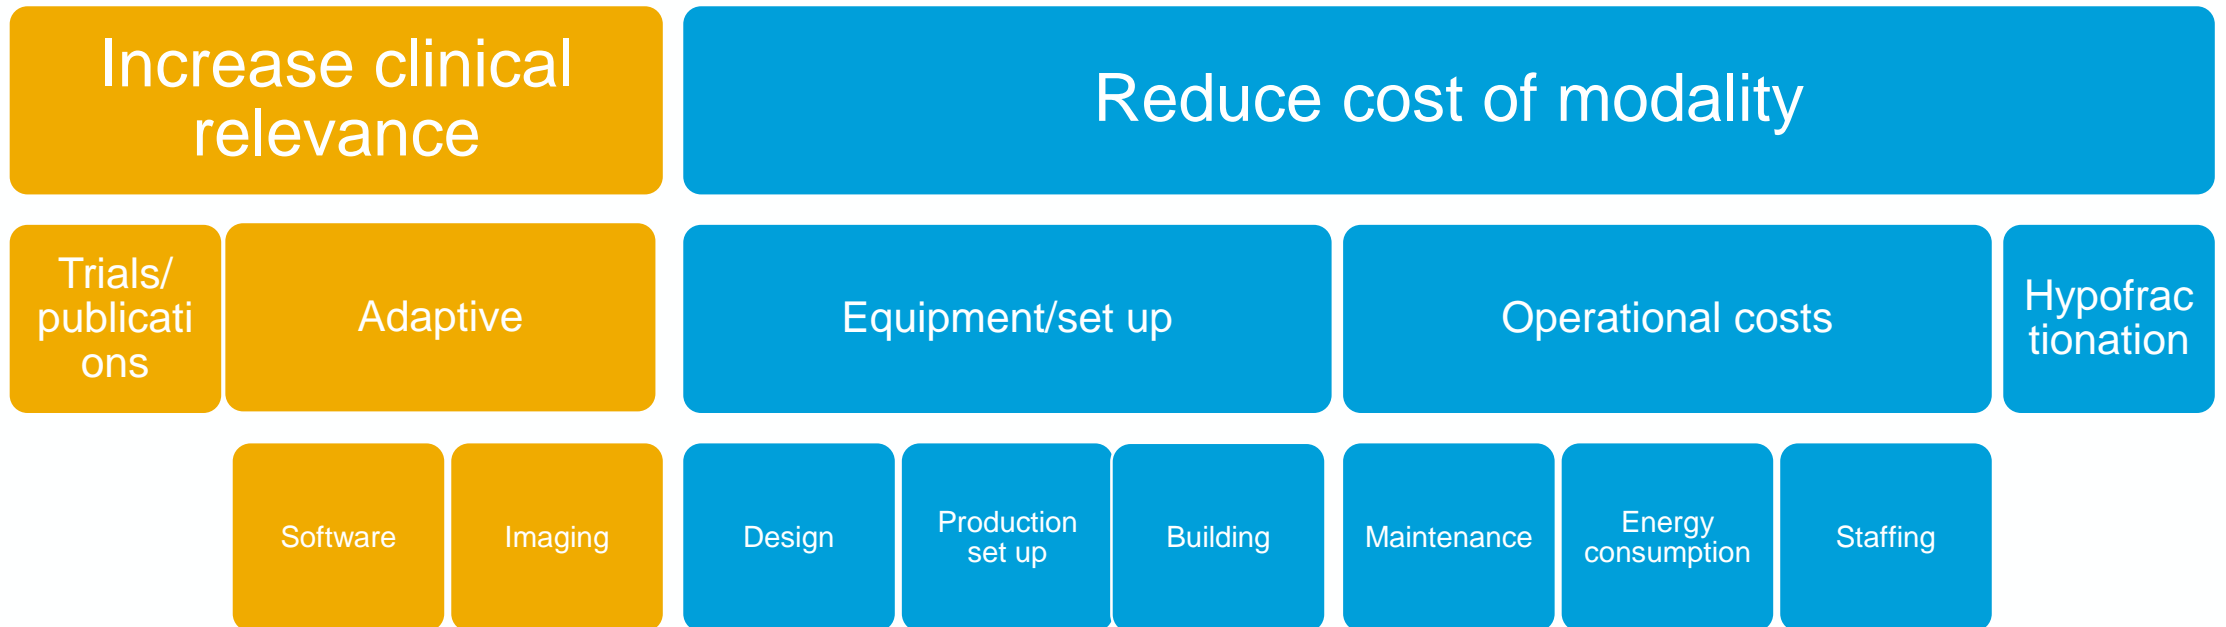 Increase clinical
relevance
Reduce cost of modality
Trials/
publicati
ons
Adaptive
Equipment/set up
Operational costs
Hypofrac
tionation
Software
Imaging
Design
Production
set up
Building
Maintenance
Energy
consumption
Staffing